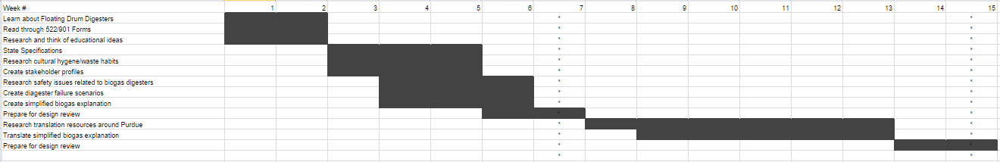 Week # 1 2 3 4 5 6 7 8 9 10 11 12 13 14 15
Learn about Floating Drum Digesters * *
Read through 522/901 Forms * *
Research and think of educational ideas * *
State Specifications * *
Research cultural hygene/waste habits * *
Create stakeholder profiles * *
Research safety issues related to biogas digesters * *
Create diagester failure scenarios * *
Create simplified biogas explanation * *
Prepare for design review * *
Research translation resources around Purdue * *
Translate simplified biogas explanation * *
Prepare for design review * *
* *